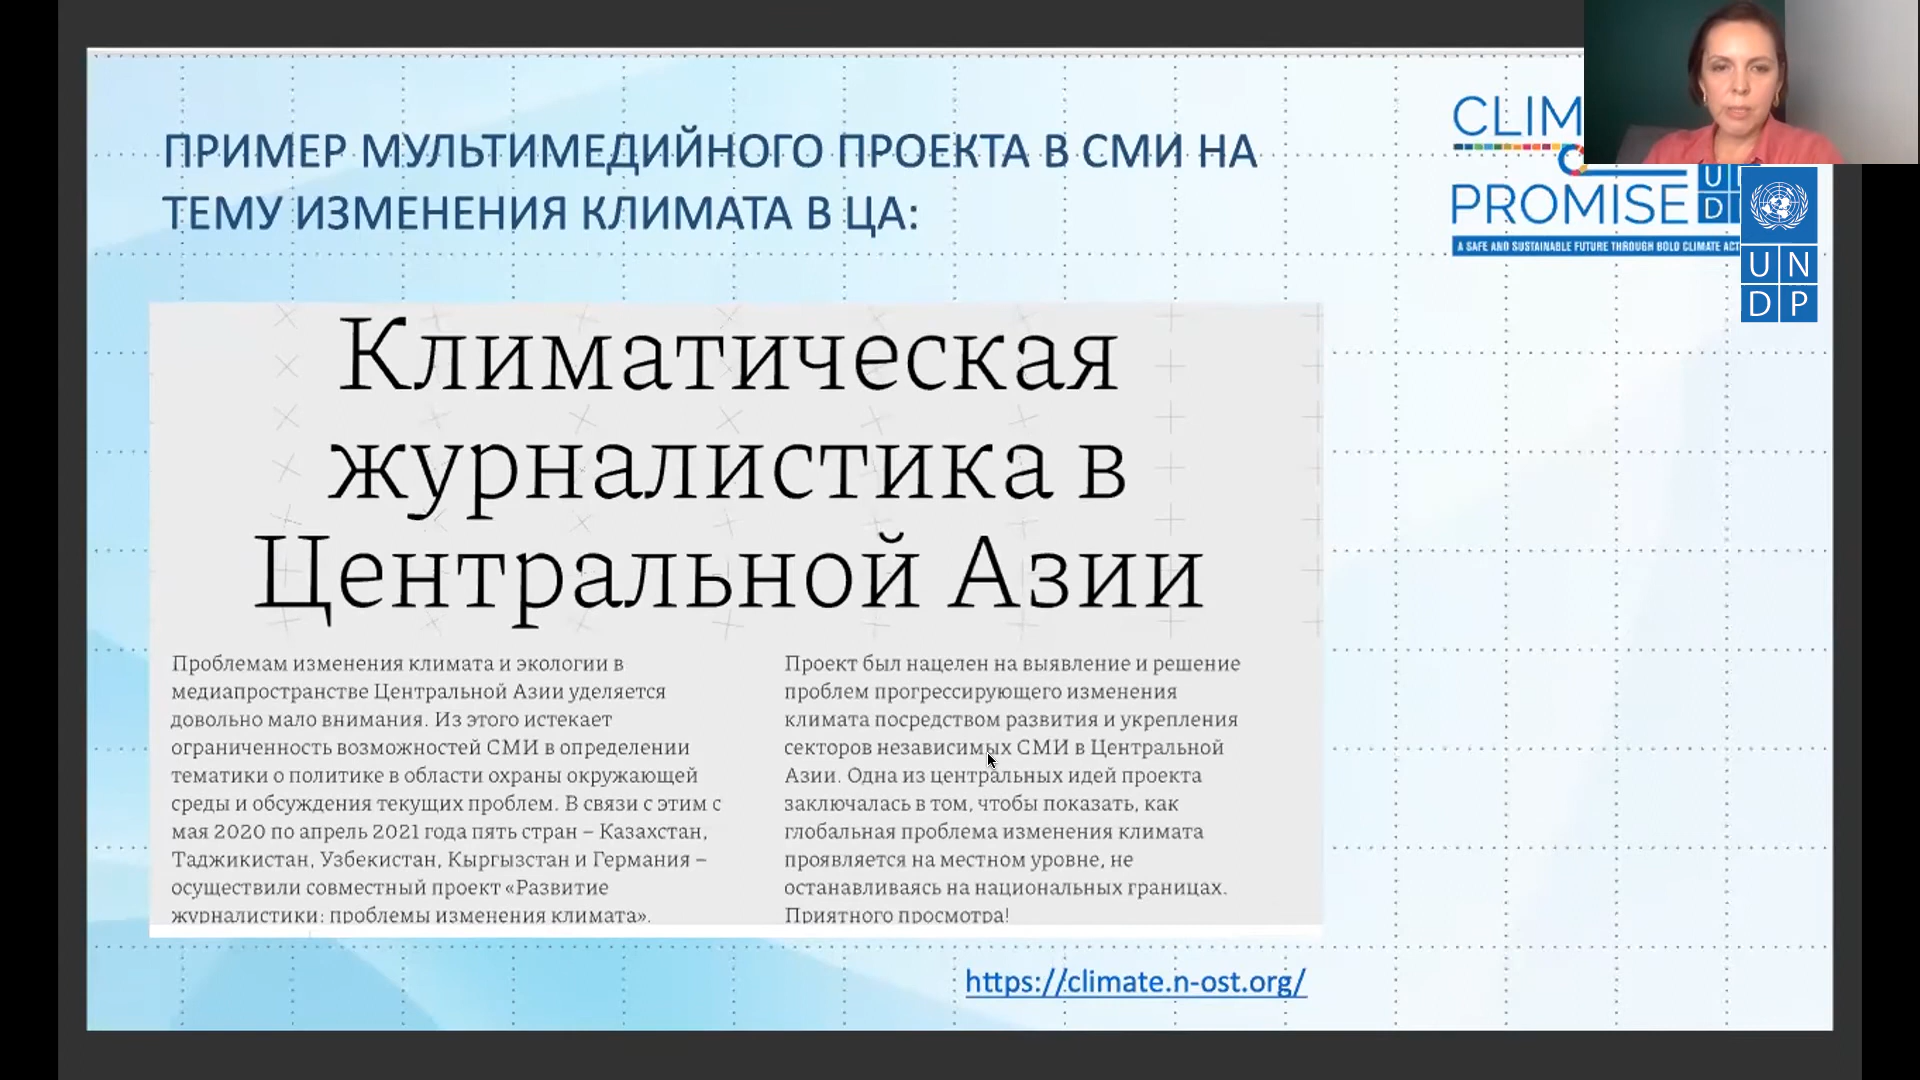 ПРИМЕР МУЛЬТИМЕДИЙНОГО ПРОЕКТА В СМИ НА
ТЕМУ ИЗМЕНЕНИЯ КЛИМАТА В ЦА:
CLIM
PROMISE
A SAFE AND SUSTAINABLE FUTURE THROUGH BOLD CLIMATE ACT
U
D
U N
D P
Климатическая
журналистика в
Центральной Азии
Проблемам изменения климата и экологии в
медиапространстве Центральной Азии уделяется
довольно мало внимания. Из этого истекает
ограниченность возможностей СМИ в определении
тематики о политике в области охраны окружающей
среды и обсуждения текущих проблем. В связи с этим с
мая 2020 по апрель 2021 года пять стран – Казахстан,
Таджикистан, Узбекистан, Кыргызстан и Германия –
осуществили совместный проект «Развитие
журналистики: проблемы изменения климата».
Проект был нацелен на выявление и решение
проблем прогрессирующего изменения
климата посредством развития и укрепления
секторов независимых СМИ в Центральной
Азии. Одна из центральных идей проекта
заключалась в том, чтобы показать, как
глобальная проблема изменения климата
проявляется на местном уровне, не
останавливаясь на национальных границах.
Приятного просмотра!
https://climate.n-ost.org/